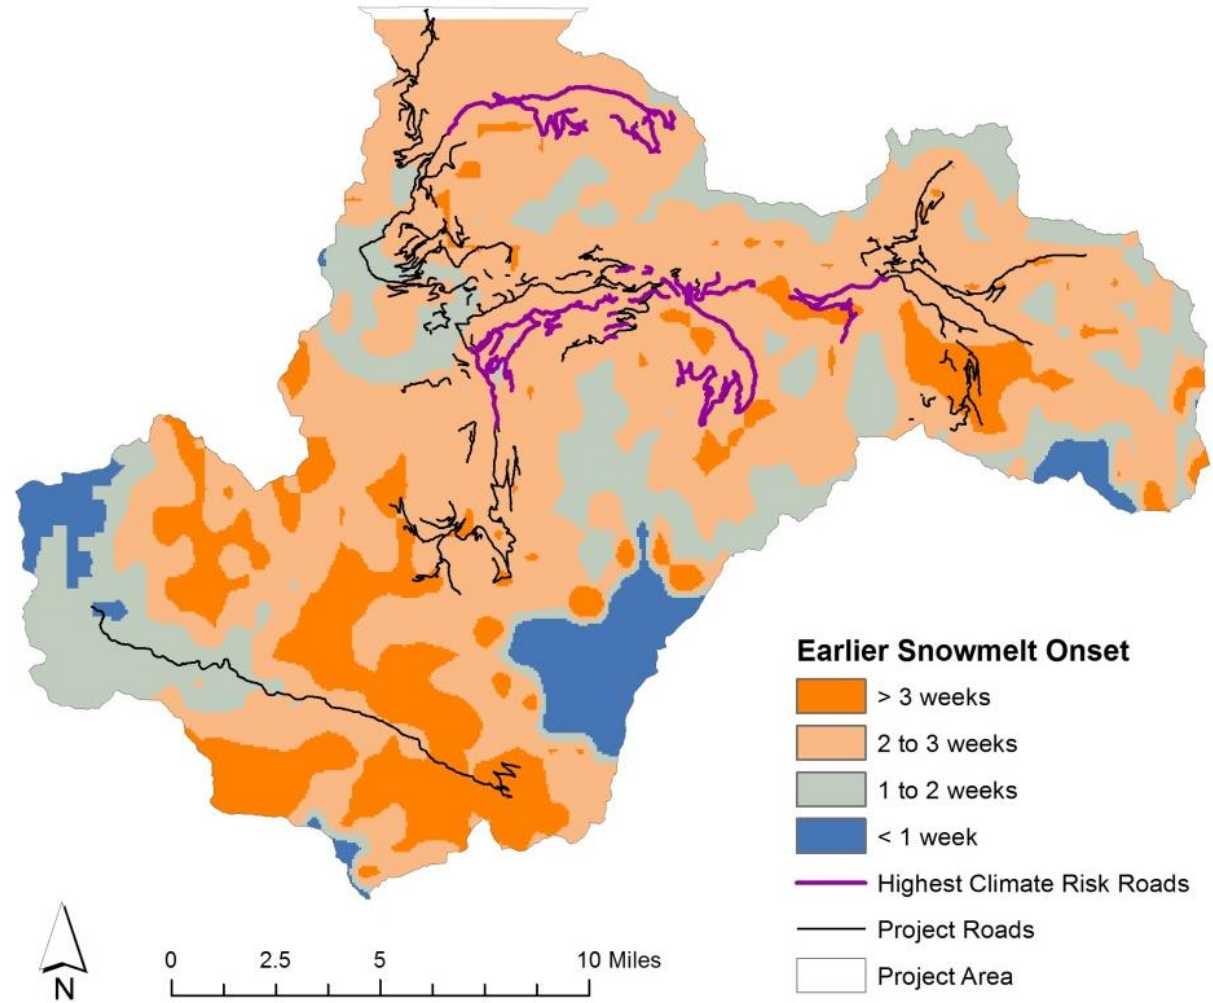 Earlier Snowmelt Onset
> 3 weeks
2 to 3 weeks
1 to 2 weeks
< 1 week
Highest Climate Risk Roads
Project Roads
Project Area
N
0 2.5 5 10 Miles